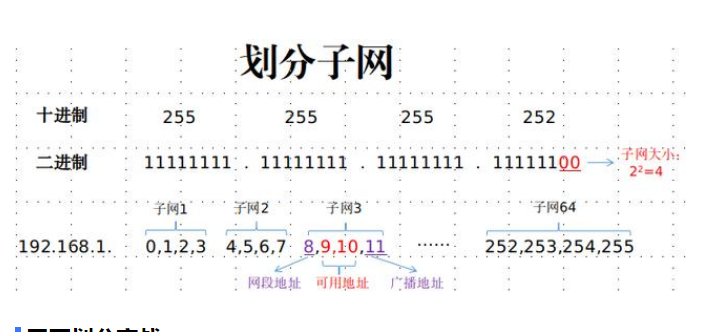 划分子网
十进制 255 255 255 252
二进制 11111111 . 11111111 . 11111111 . 11111100
子网大小:
2²=4
子网1 子网2 子网3 子网64
192.168.1. 0,1,2,3 4,5,6,7 8,9,10,11 ⋯⋯ 252,253,254,255
网段地址 可用地址 广播地址